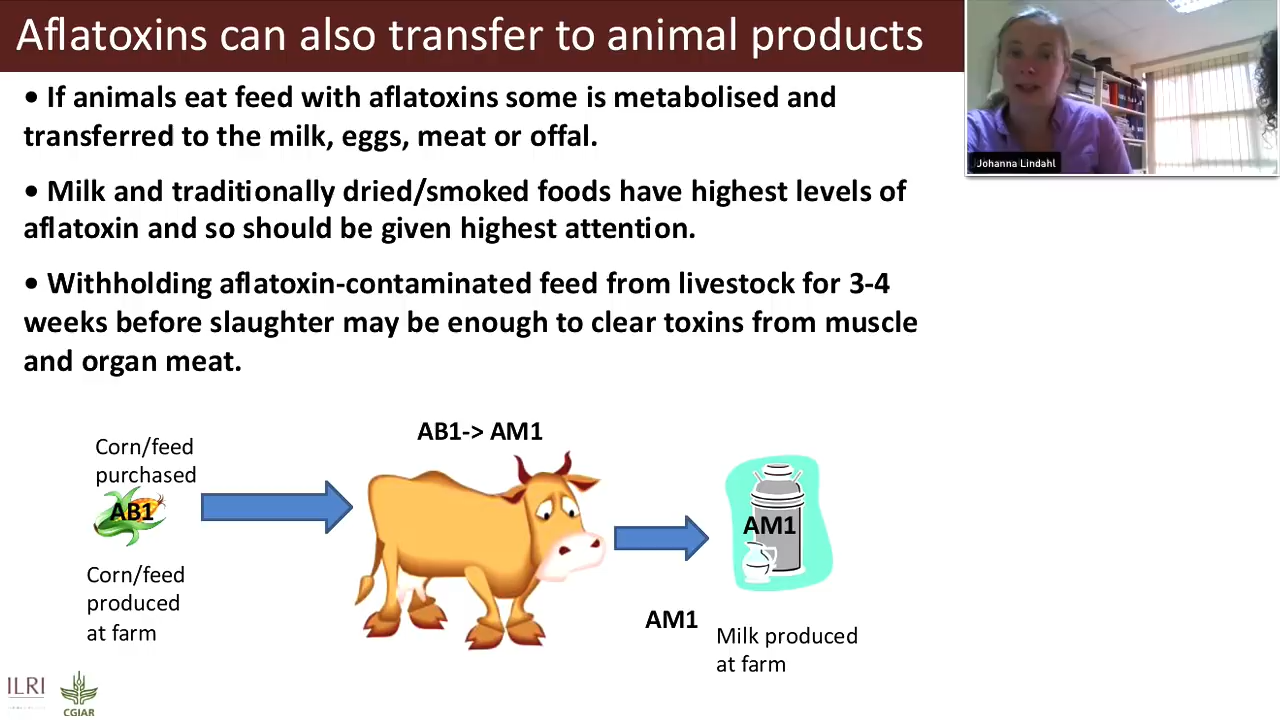 Aflatoxins can also transfer to animal products
• If animals eat feed with aflatoxins some is metabolised and
transferred to the milk, eggs, meat or offal.
• Milk and traditionally dried/smoked foods have highest levels of
aflatoxin and so should be given highest attention.
• Withholding aflatoxin-contaminated feed from livestock for 3-4
weeks before slaughter may be enough to clear toxins from muscle
and organ meat.
Johanna Lindahl
AB1-> AM1
Corn/feed
purchased
AB1
Corn/feed
produced
at farm
AM1
AM1
Milk produced
at farm
ILRI
CGIAR